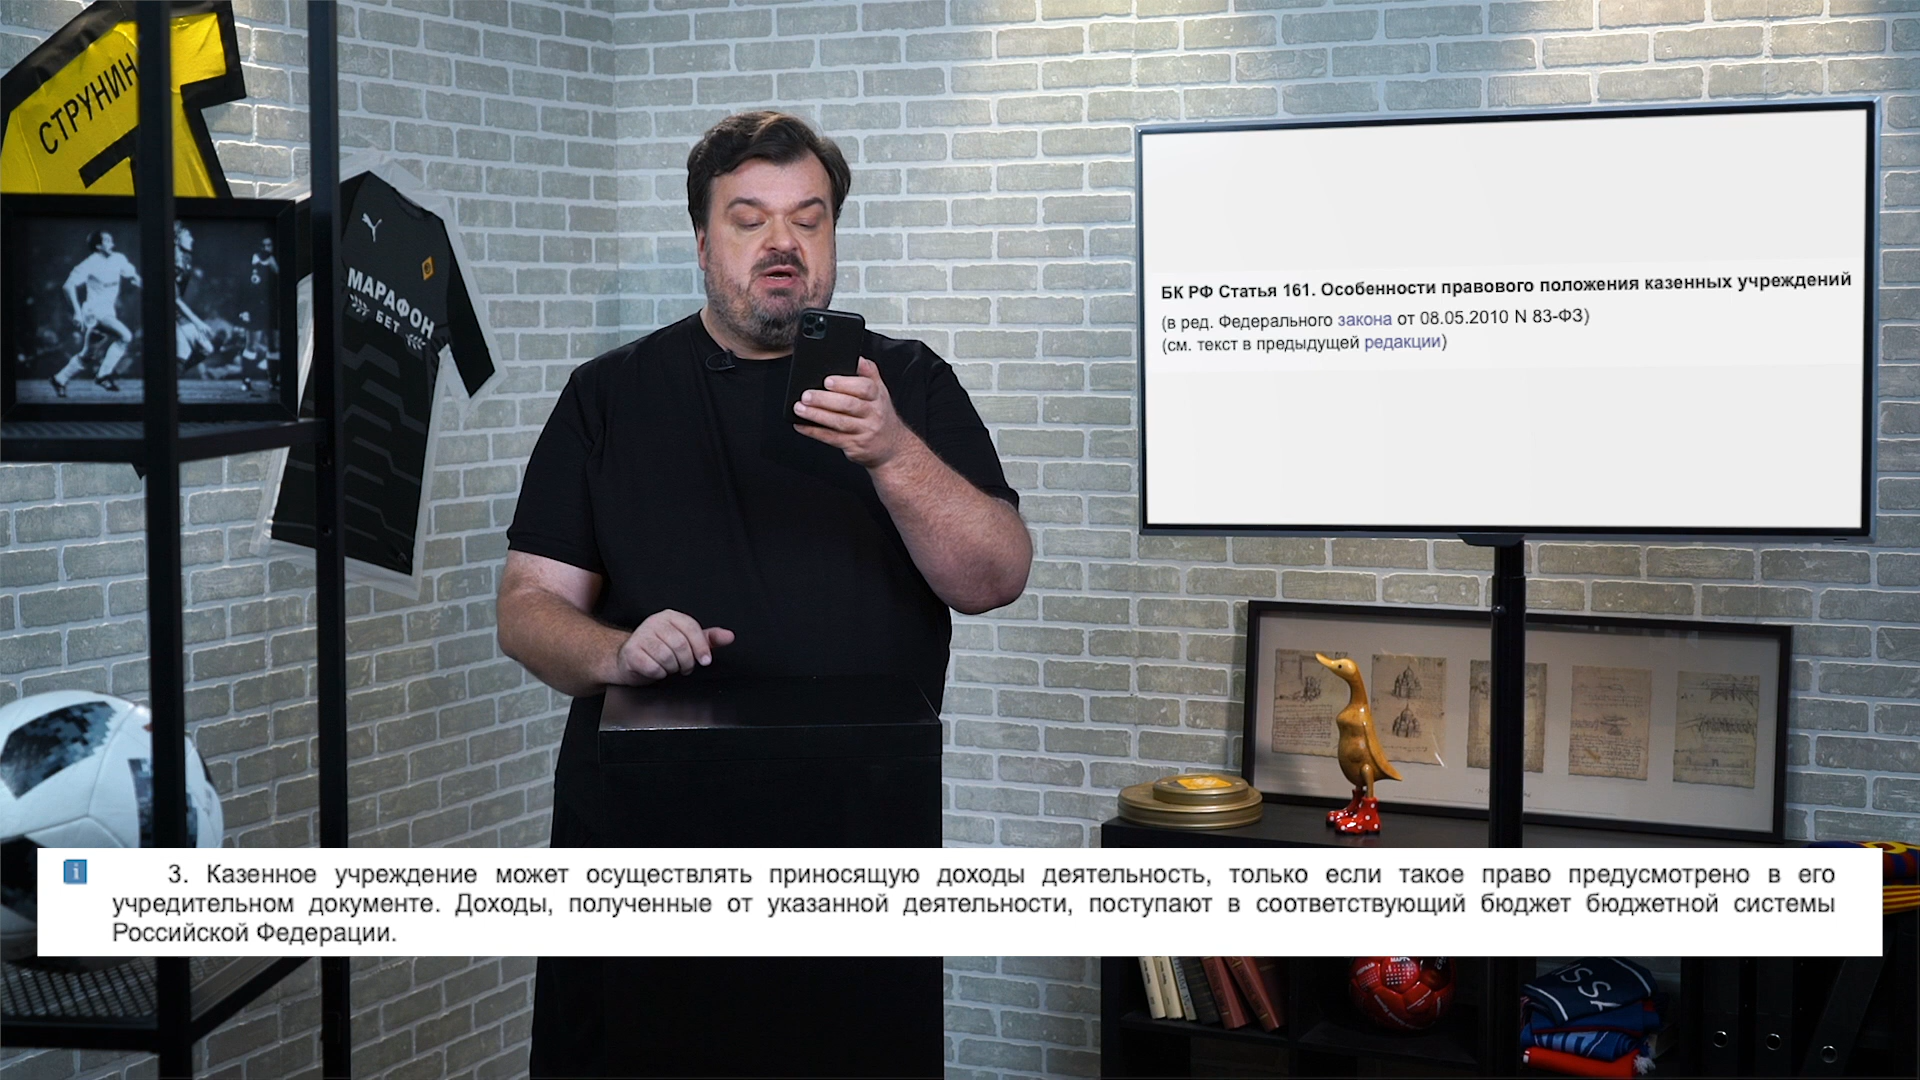 СТРУНИН
МАРАФОН
БЕТ
БК РФ Статья 161. Особенности правового положения казенных учреждений
(в ред. Федерального закона от 08.05.2010 N 83-ФЗ)
(см. текст в предыдущей редакции)
3. Казенное учреждение может осуществлять приносящую доходы деятельность, только если такое право предусмотрено в его
учредительном документе. Доходы, полученные от указанной деятельности, поступают в соответствующий бюджет бюджетной системы
Российской Федерации.